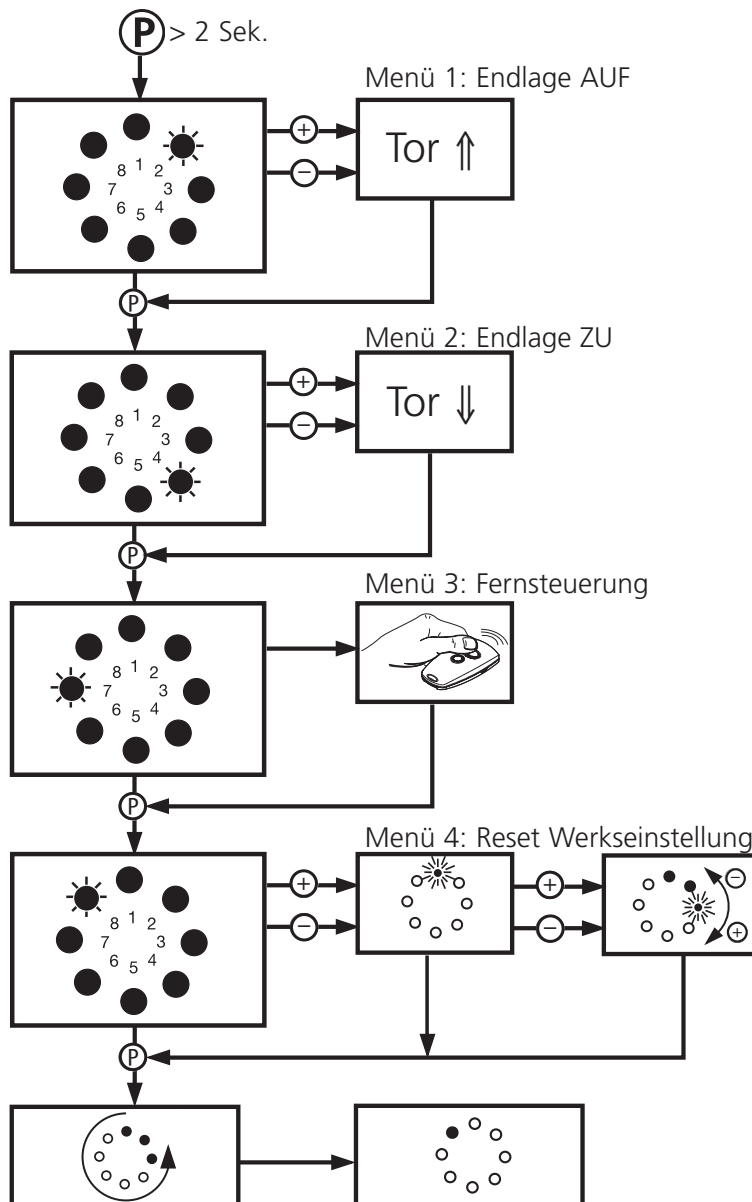 P > 2 Sek.
Menü 1: Endlage AUF
1 2 3 4 5 6 7 8
+
−
Tor ⇑
P
Menü 2: Endlage ZU
1 2 3 4 5 6 7 8
+
−
Tor ⇓
P
Menü 3: Fernsteuerung
1 2 3 4 5 6 7 8
P
Menü 4: Reset Werkseinstellung
1 2 3 4 5 6 7 8
+
−
+
−
−
+
P